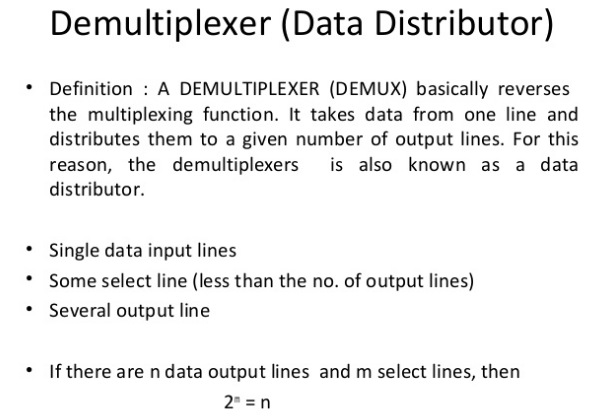 Demultiplexer (Data Distributor)
• Definition : A DEMULTIPLEXER (DEMUX) basically reverses
the multiplexing function. It takes data from one line and
distributes them to a given number of output lines. For this
reason, the demultiplexers is also known as a data
distributor.
• Single data input lines
• Some select line (less than the no. of output lines)
• Several output line
• If there are n data output lines and m select lines, then
2ᵐ = n